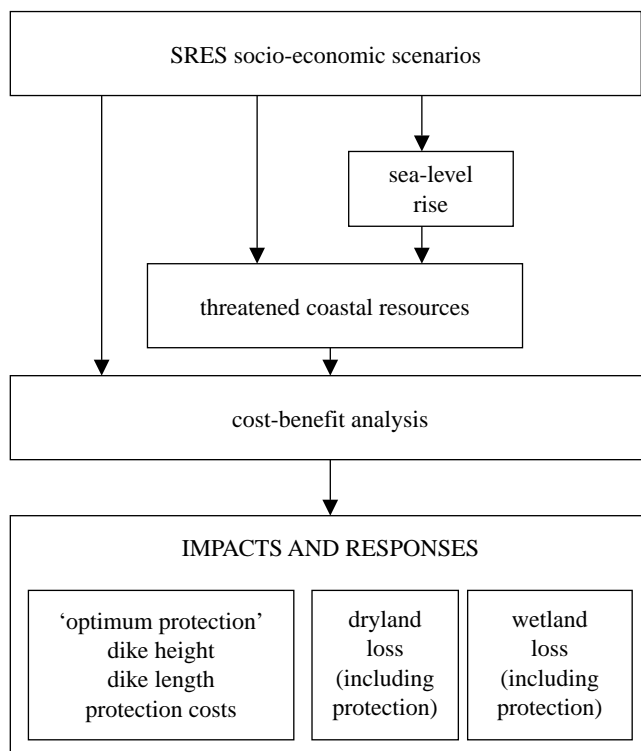 SRES socio-economic scenarios
sea-level
rise
threatened coastal resources
cost-benefit analysis
IMPACTS AND RESPONSES
‘optimum protection’
dike height
dike length
protection costs
dryland
loss
(including
protection)
wetland
loss
(including
protection)